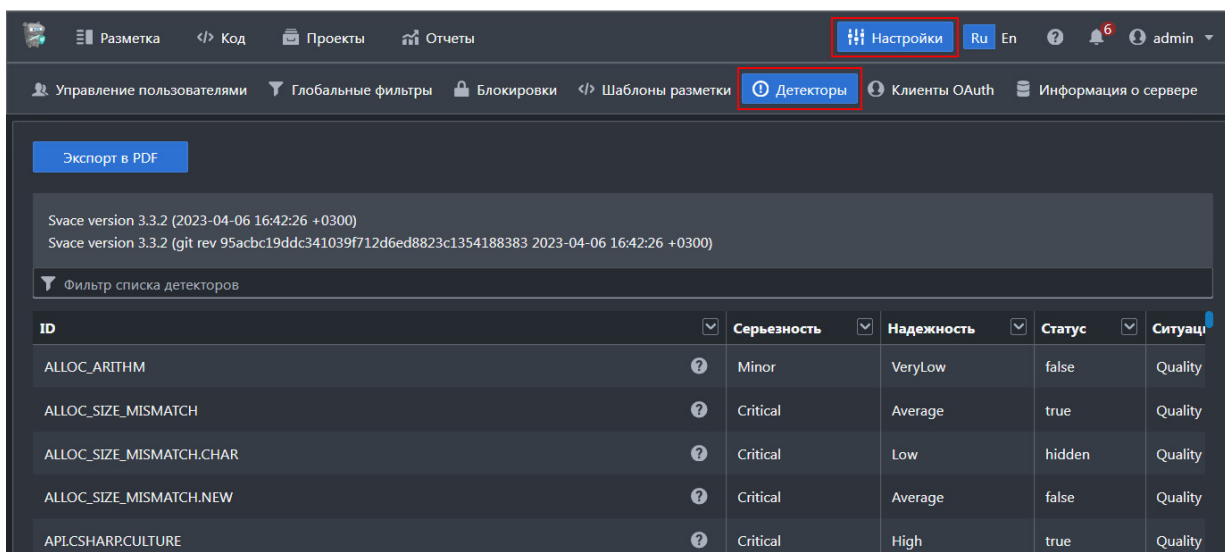 Разметка </> Код Проекты Отчеты Настройки Ru En 6 admin
Управление пользователями Глобальные фильтры Блокировки </> Шаблоны разметки Детекторы Клиенты OAuth Информация о сервере
Экспорт в PDF
Svace version 3.3.2 (2023-04-06 16:42:26 +0300)
Svace version 3.3.2 (git rev 95acbc19ddc341039f712d6ed8823c1354188383 2023-04-06 16:42:26 +0300)
Фильтр списка детекторов
ID Серьезность Надежность Статус Ситуаци
ALLOC_ARITHM Minor VeryLow false Quality
ALLOC_SIZE_MISMATCH Critical Average true Quality
ALLOC_SIZE_MISMATCH.CHAR Critical Low hidden Quality
ALLOC_SIZE_MISMATCH.NEW Critical Average false Quality
API.CSHARP.CULTURE Critical High true Quality